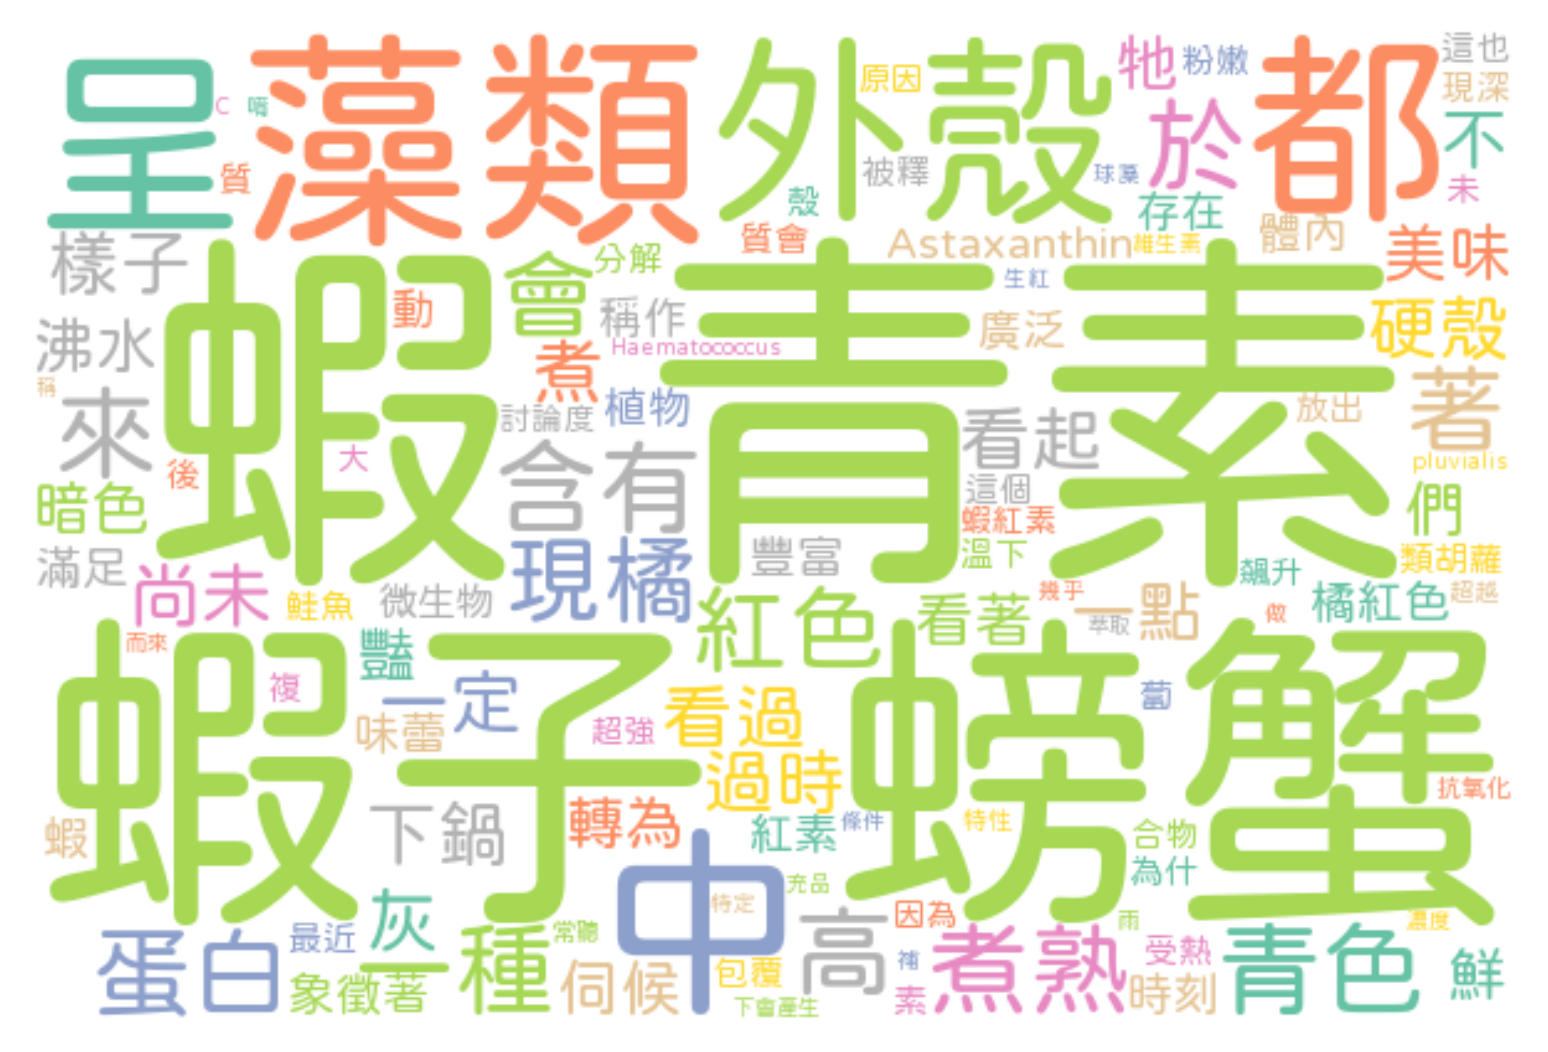 呈
藻類
外殼
都
C
嘴
質
原因
牠
粉嫩
這也
現深
於
不
未
被釋
球藻
殼
存在
質會
Astaxanthin
維生素
體內
美味
樣子
分解
蝦青素
動
會
稱作
生紅
廣泛
硬殼
沸水
Haematococcus
煮
稱
來
植物
討論度
看起
放出
著
大
後
含有
這個
pluvialis
暗色
蝦紅素
們
滿足
現橘
豐富
溫下
飆升
類胡蘿
尚未
鮭魚
微生物
紅色
看著
幾乎
一點
橘紅色
超越
萃取
做
而來
豔
蝦子
螃蟹
複
一定
看過
蔔
味蕾
超強
過時
抗氧化
蝦
下鍋
轉為
紅素
條件
特性
合物
為什
中
充品
特定
灰
高
因為
雨
濃度
蛋白
最近
一種
常聽
煮熟
受熱
青色
鮮
象徵著
伺候
包覆
補
素
時刻
下會產生